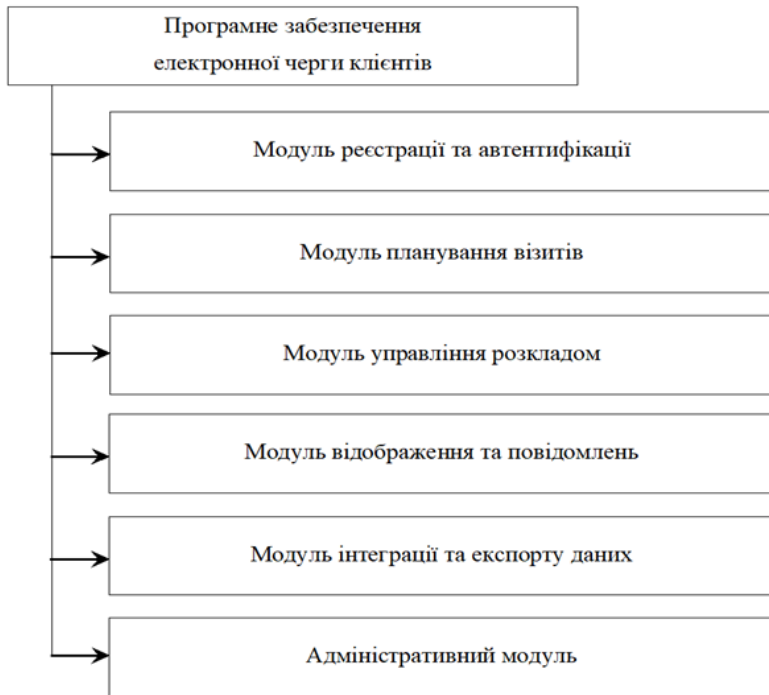 Програмне забезпечення
електронної черги клієнтів
Модуль реєстрації та автентифікації
Модуль планування візитів
Модуль управління розкладом
Модуль відображення та повідомлень
Модуль інтеграції та експорту даних
Адміністративний модуль